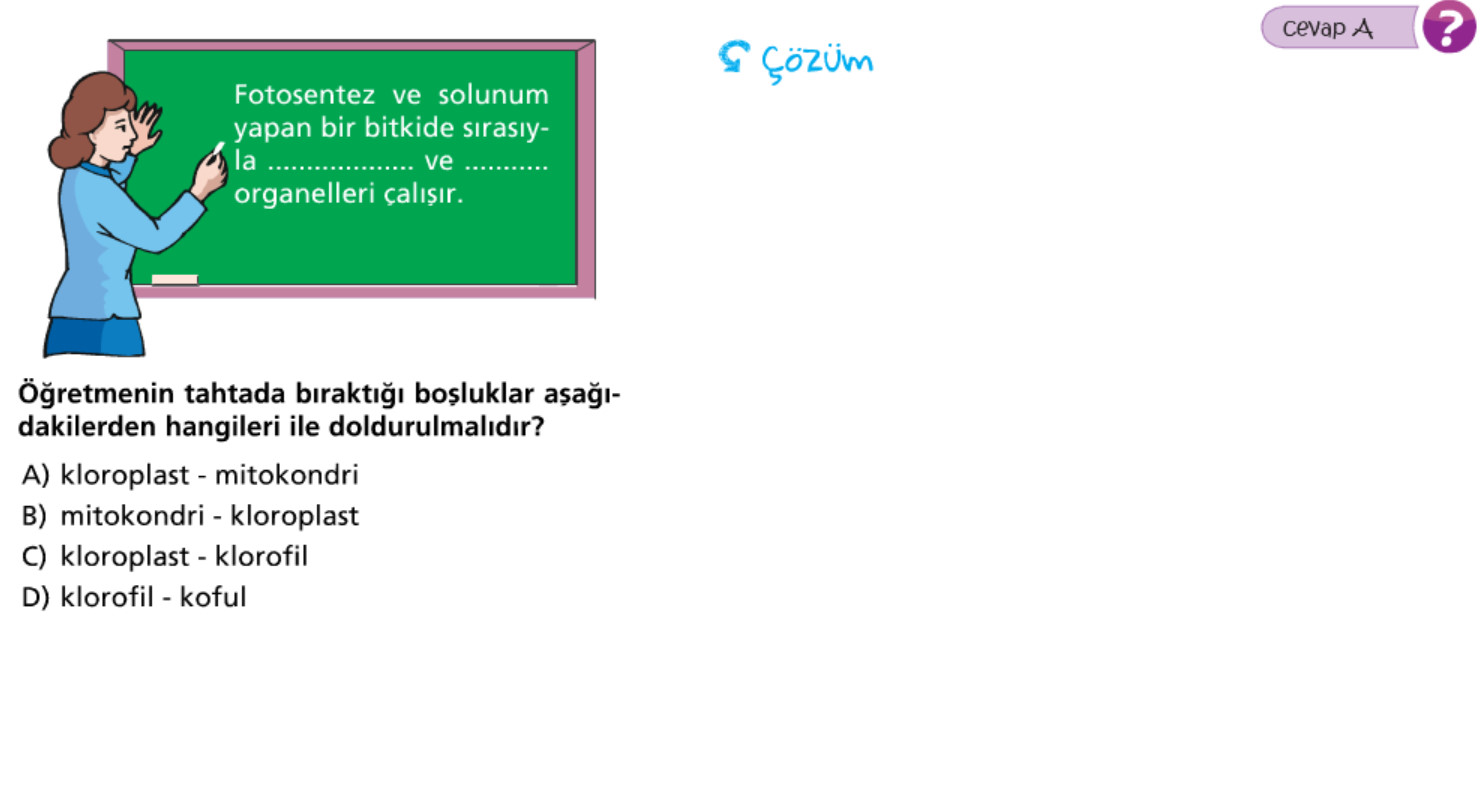 Fotosentez ve solunum
yapan bir bitkide sırasıy-
la ................... ve ...........
organelleri çalışır.
Öğretmenin tahtada bıraktığı boşluklar aşağı-
dakilerden hangileri ile doldurulmalıdır?
A) kloroplast - mitokondri
B) mitokondri - kloroplast
C) kloroplast - klorofil
D) klorofil - koful
Çözüm
Cevap A
?